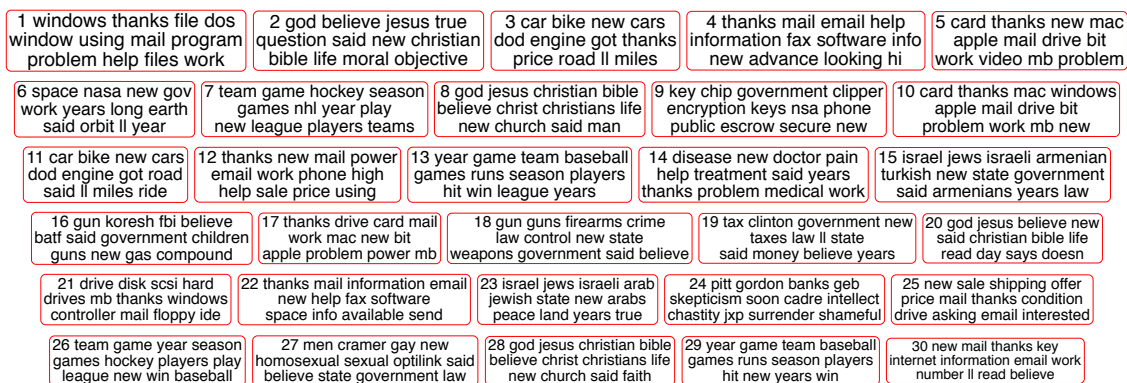 1 windows thanks file dos
window using mail program
problem help files work
2 god believe jesus true
question said new christian
bible life moral objective
3 car bike new cars
dod engine got thanks
price road ll miles
4 thanks mail email help
information fax software info
new advance looking hi
5 card thanks new mac
apple mail drive bit
work video mb problem
6 space nasa new gov
work years long earth
said orbit ll year
7 team game hockey season
games nhl year play
new league players teams
8 god jesus christian bible
believe christ christians life
new church said man
9 key chip government clipper
encryption keys nsa phone
public escrow secure new
10 card thanks mac windows
apple mail drive bit
problem work mb new
11 car bike new cars
dod engine got road
said ll miles ride
12 thanks new mail power
email work phone high
help sale price using
13 year game team baseball
games runs season players
hit win league years
14 disease new doctor pain
help treatment said years
thanks problem medical work
15 israel jews israeli armenian
turkish new state government
said armenians years law
16 gun koresh fbi believe
batf said government children
guns new gas compound
17 thanks drive card mail
work mac new bit
apple problem power mb
18 gun guns firearms crime
law control new state
weapons government said believe
19 tax clinton government new
taxes law ll state
said money believe years
20 god jesus believe new
said christian bible life
read day says doesn
21 drive disk scsi hard
drives mb thanks windows
controller mail floppy ide
22 thanks mail information email
new help fax software
space info available send
23 israel jews israeli arab
jewish state new arabs
peace land years true
24 pitt gordon banks geb
skepticism soon cadre intellect
chastity jxp surrender shameful
25 new sale shipping offer
price mail thanks condition
drive asking email interested
26 team game year season
games hockey players play
league new win baseball
27 men cramer gay new
homosexual sexual optilink said
believe state government law
28 god jesus christian bible
believe christ christians life
new church said faith
29 year game team baseball
games runs season players
hit new years win
30 new mail thanks key
internet information email work
number ll read believe